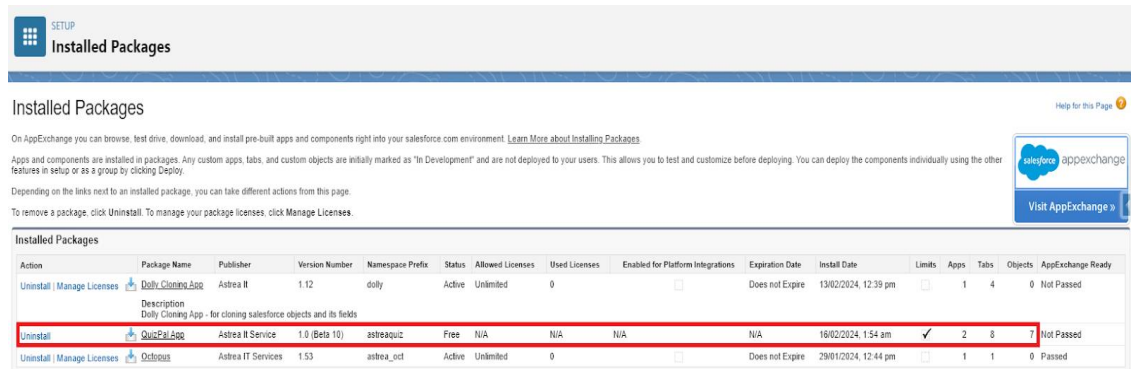 SETUP
Installed Packages
Installed Packages
Help for this Page
On AppExchange you can browse, test drive, download, and install pre-built apps and components right into your salesforce.com environment. Learn More about Installing Packages.
Apps and components are installed in packages. Any custom apps, tabs, and custom objects are initially marked as "In Development" and are not deployed to your users. This allows you to test and customize before deploying. You can deploy the components individually using the other
features in setup or as a group by clicking Deploy.
Depending on the links next to an installed package, you can take different actions from this page.
To remove a package, click Uninstall. To manage your package licenses, click Manage Licenses.
salesforce appexchange
Visit AppExchange »
Installed Packages
Action Package Name Publisher Version Number Namespace Prefix Status Allowed Licenses Used Licenses Enabled for Platform Integrations Expiration Date Install Date Limits Apps Tabs Objects AppExchange Ready
Uninstall | Manage Licenses Dolly Cloning App Astrea It 1.12 dolly Active Unlimited 0 Does not Expire 13/02/2024, 12:39 pm 1 4 0 Not Passed
Description
Dolly Cloning App - for cloning salesforce objects and its fields
Uninstall QuizPal App Astrea It Service 1.0 (Beta 10) astreaquiz Free N/A N/A N/A N/A 16/02/2024, 1:54 am ✓ 2 8 7 Not Passed
Uninstall | Manage Licenses Octopus Astrea IT Services 1.53 astrea_oct Active Unlimited 0 Does not Expire 29/01/2024, 12:44 pm 1 1 0 Passed